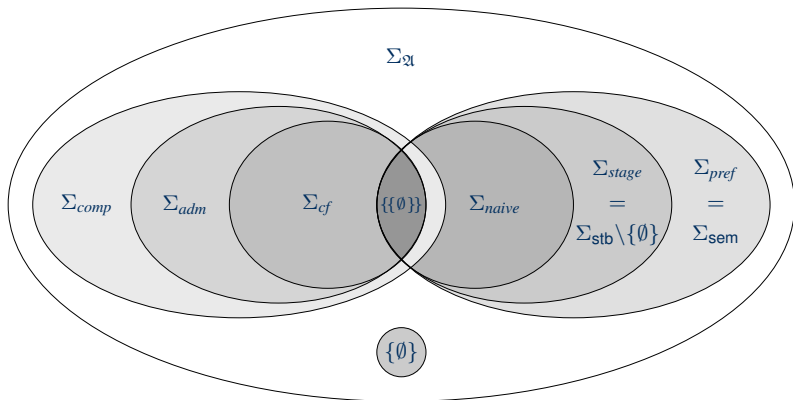 Σ𝔄
Σcomp
Σadm
Σcf
{{∅}}
Σnaive
Σstage
=
Σstb\{∅}
Σpref
=
Σsem
{∅}